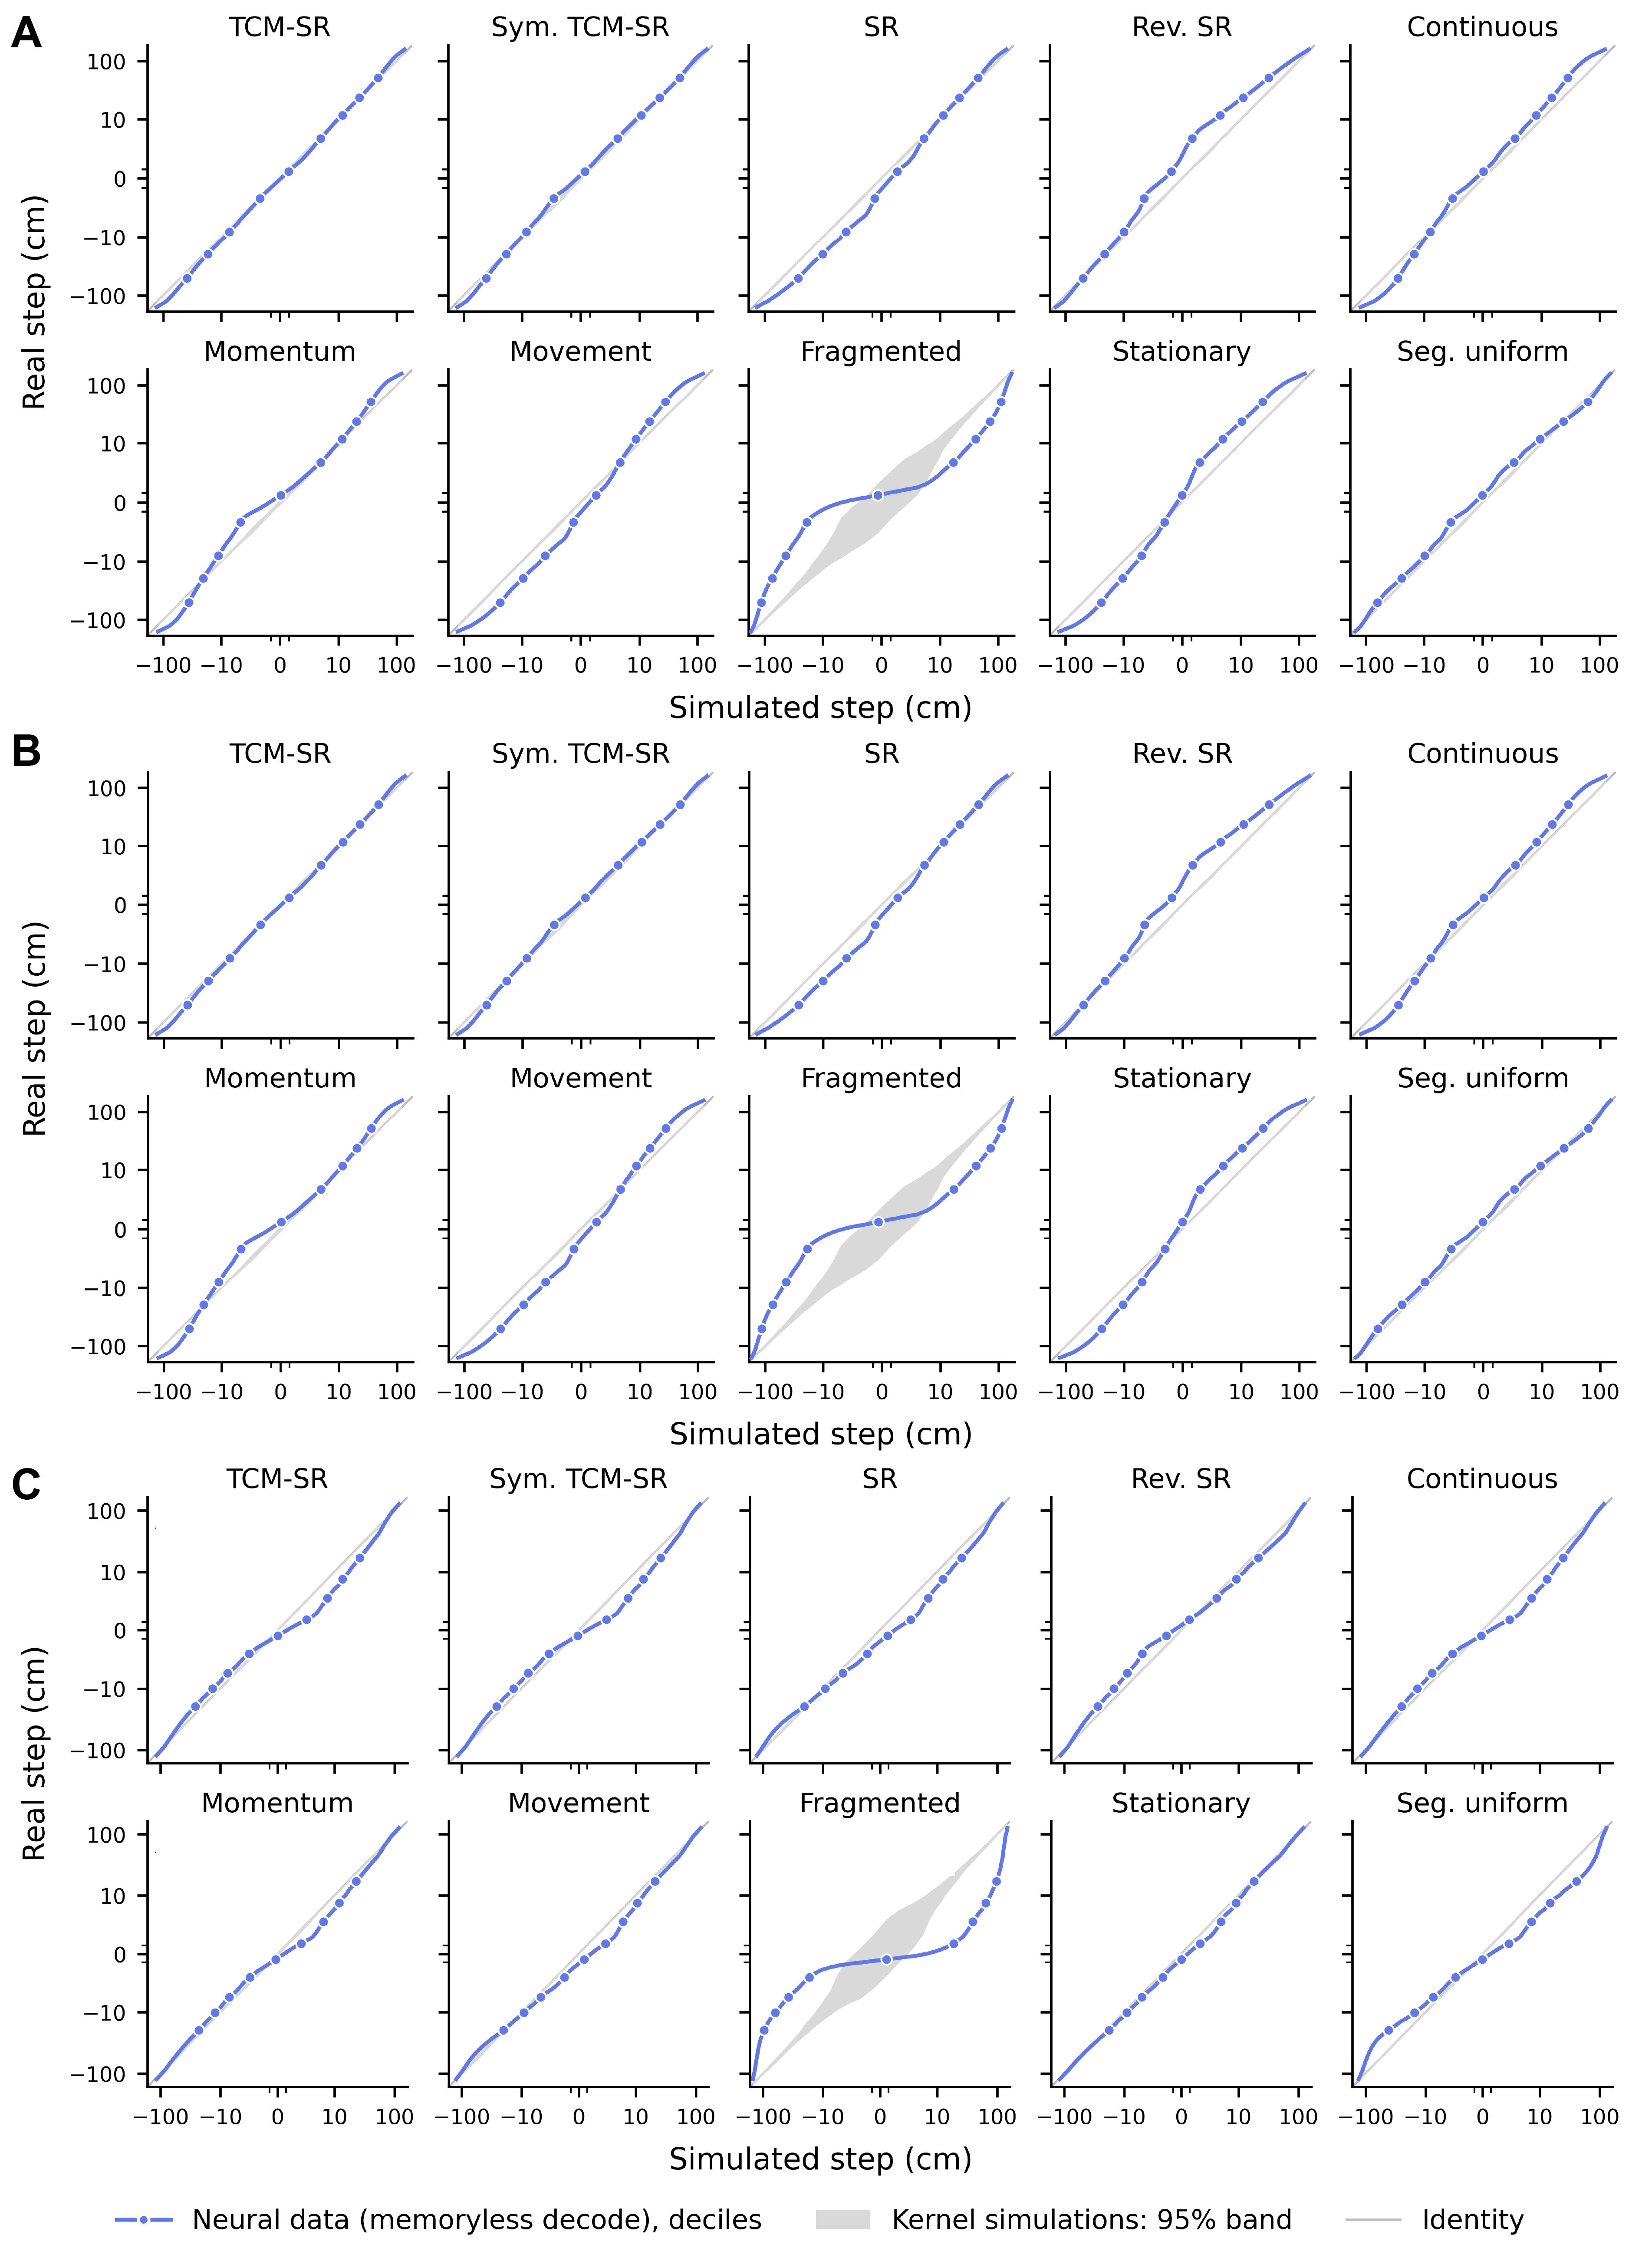 A
TCM-SR Sym. TCM-SR SR Rev. SR Continuous
100
10
0
−10
−100
Real step (cm)
Momentum Movement Fragmented Stationary Seg. uniform
100
10
0
−10
−100
−100 −10 0 10 100 −100 −10 0 10 100 −100 −10 0 10 100 −100 −10 0 10 100 −100 −10 0 10 100
Simulated step (cm)
B
TCM-SR Sym. TCM-SR SR Rev. SR Continuous
100
10
0
−10
−100
Real step (cm)
Momentum Movement Fragmented Stationary Seg. uniform
100
10
0
−10
−100
−100 −10 0 10 100 −100 −10 0 10 100 −100 −10 0 10 100 −100 −10 0 10 100 −100 −10 0 10 100
Simulated step (cm)
C
TCM-SR Sym. TCM-SR SR Rev. SR Continuous
100
10
0
−10
−100
Real step (cm)
Momentum Movement Fragmented Stationary Seg. uniform
100
10
0
−10
−100
−100 −10 0 10 100 −100 −10 0 10 100 −100 −10 0 10 100 −100 −10 0 10 100 −100 −10 0 10 100
Simulated step (cm)
Neural data (memoryless decode), deciles Kernel simulations: 95% band Identity